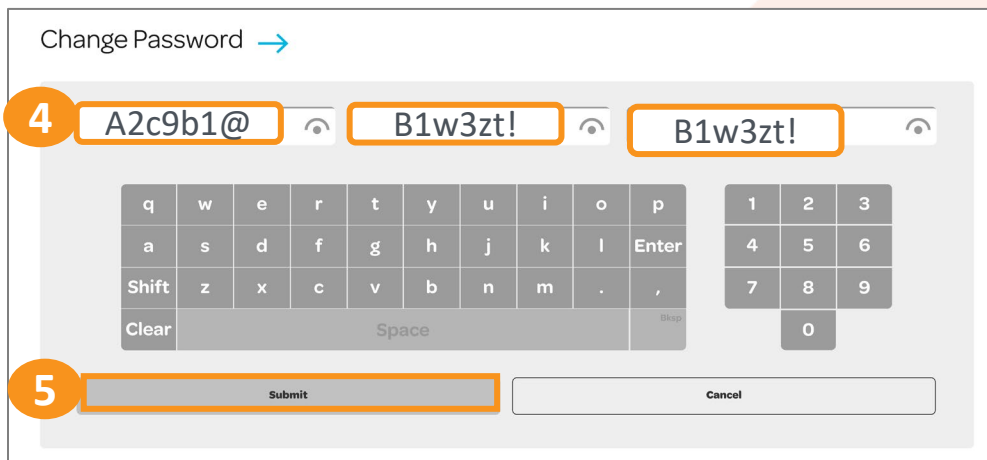 Change Password
4 A2c9b1@ B1w3zt! B1w3zt!
q w e r t y u i o p 1 2 3
a s d f g h j k l Enter 4 5 6
Shift z x c v b n m . , 7 8 9
Clear Space Bksp 0
5 Submit Cancel